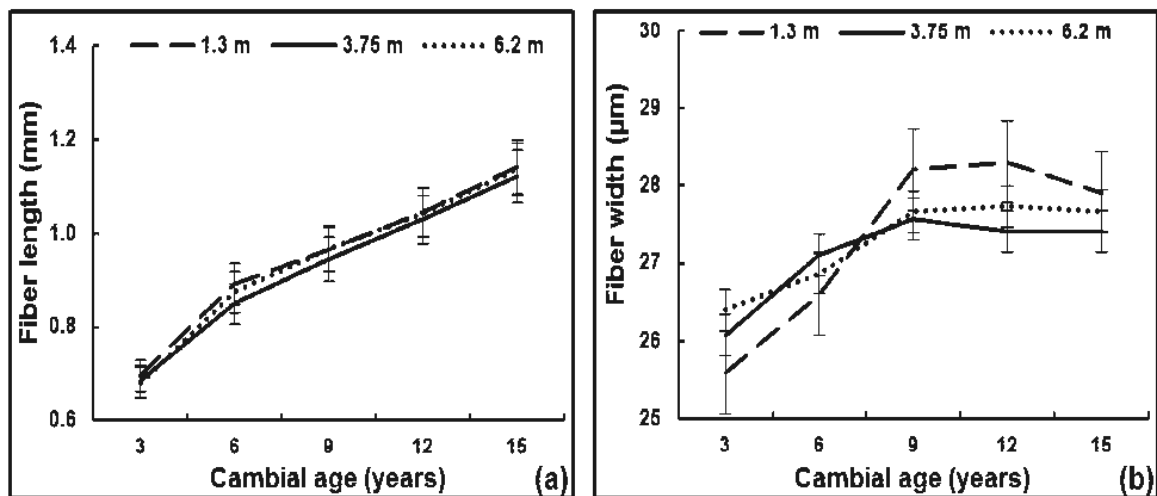 1.4
1.3 m 3.75 m 6.2 m
1.2
1.0
0.8
0.6
Fiber length (mm)
3 6 9 12 15
Cambial age (years)
(a)
30
1.3 m 3.75 m 6.2 m
29
28
27
26
25
Fiber width (µm)
3 6 9 12 15
Cambial age (years)
(b)